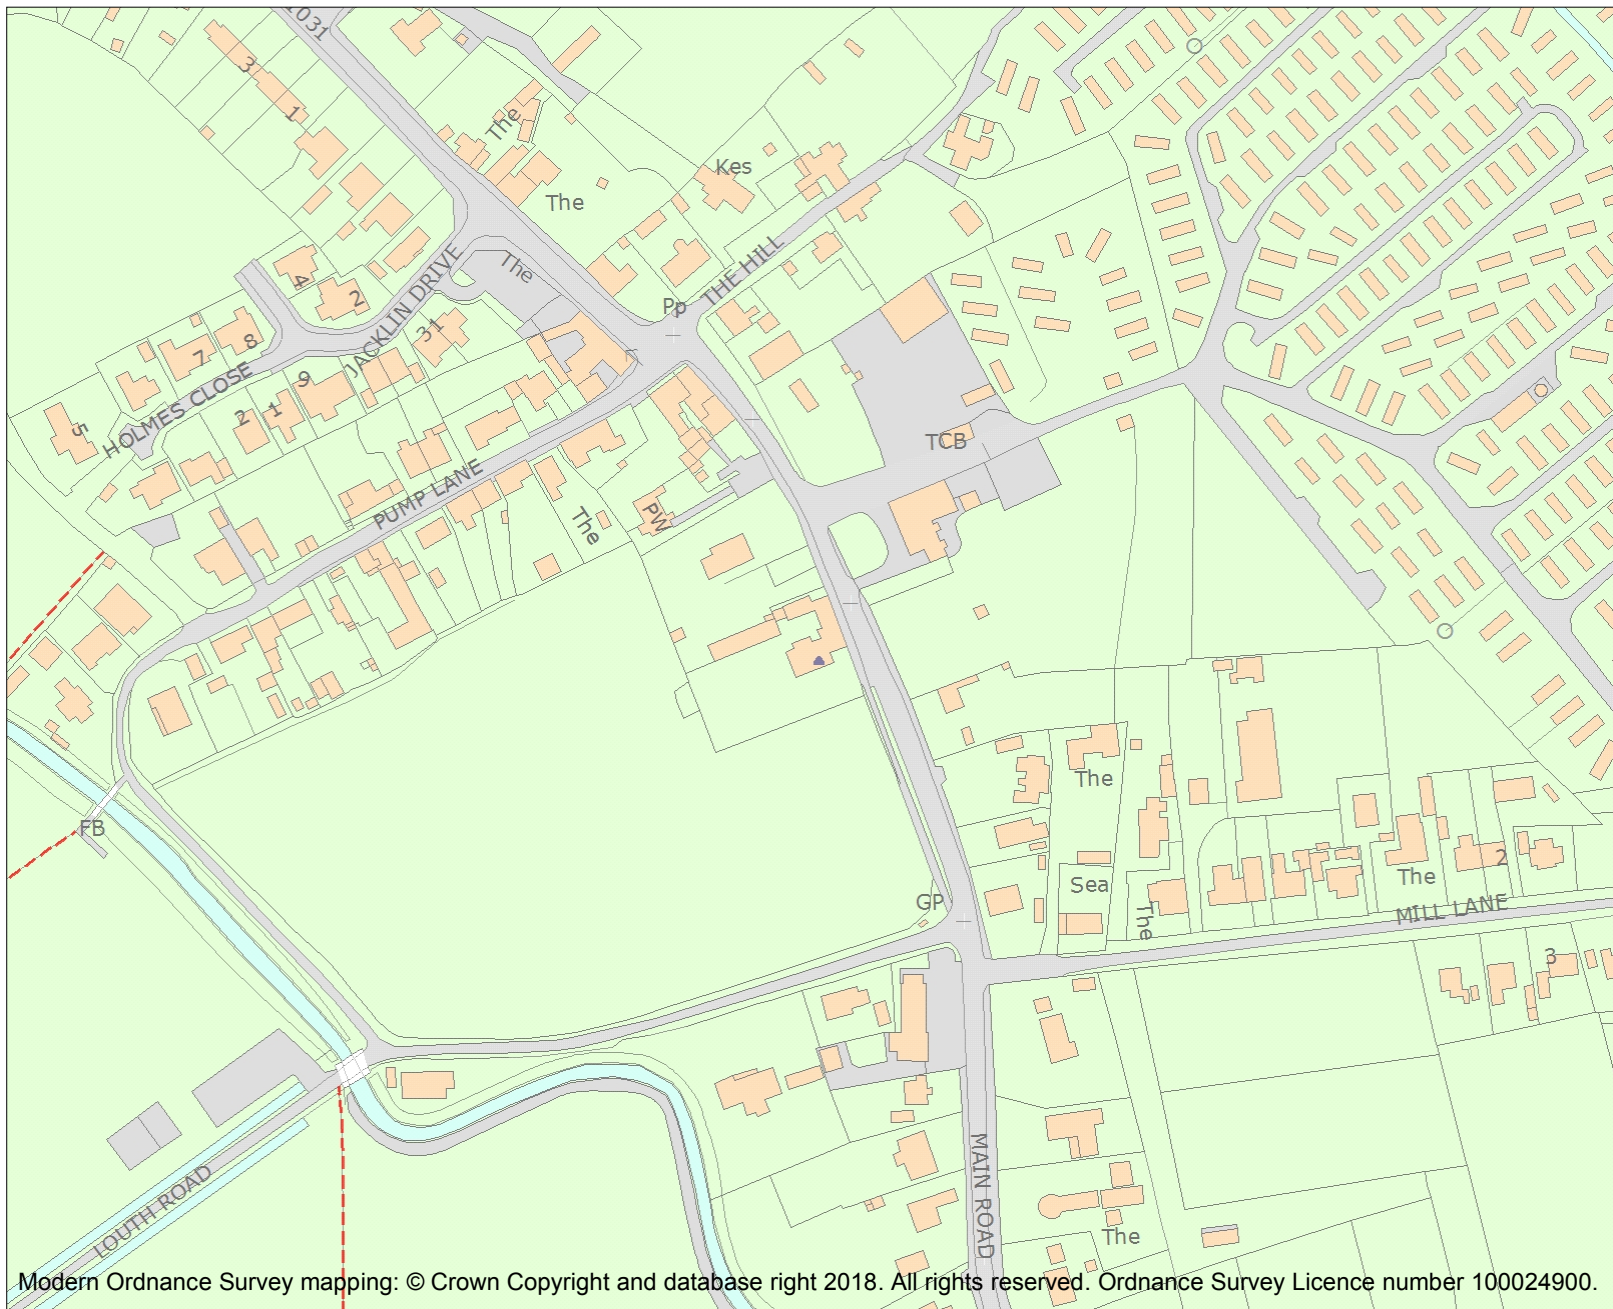 1031
3
1
The
The
Kes
The
THE HILL
Pp
4
2
JACKLIN DRIVE
31
8
7
9
HOLMES CLOSE
2
1
5
TCB
PUMP LANE
PW
The
FB
The
Sea
The
GP
2
The
MILL LANE
3
LOUTH ROAD
MAIN ROAD
The
Modern Ordnance Survey mapping: © Crown Copyright and database right 2018. All rights reserved. Ordnance Survey Licence number 100024900.